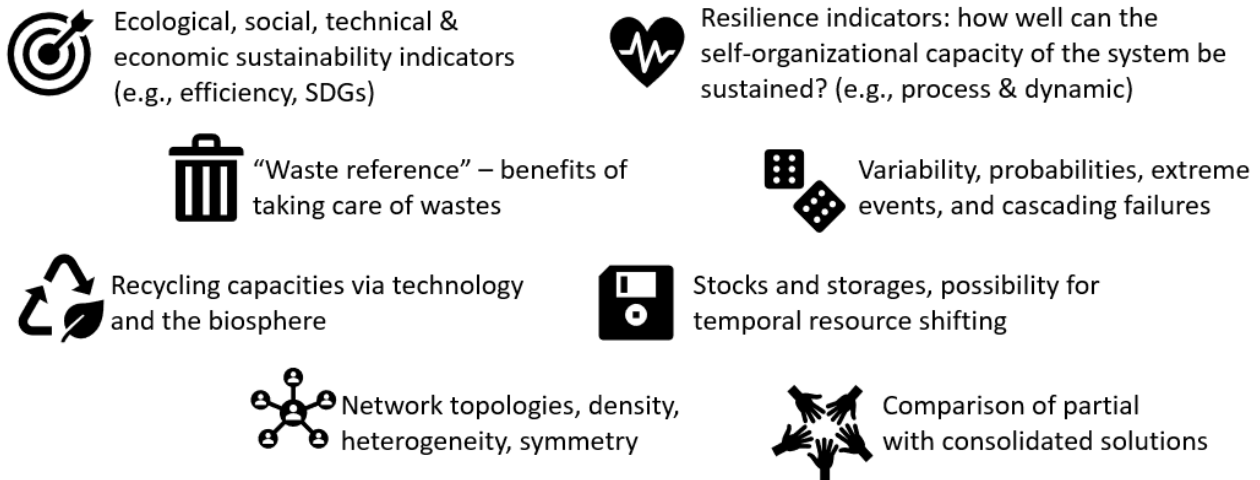 Ecological, social, technical &
economic sustainability indicators
(e.g., efficiency, SDGs)
Resilience indicators: how well can the
self-organizational capacity of the system be
sustained? (e.g., process & dynamic)
“Waste reference” – benefits of
taking care of wastes
Variability, probabilities, extreme
events, and cascading failures
Recycling capacities via technology
and the biosphere
Stocks and storages, possibility for
temporal resource shifting
Network topologies, density,
heterogeneity, symmetry
Comparison of partial
with consolidated solutions